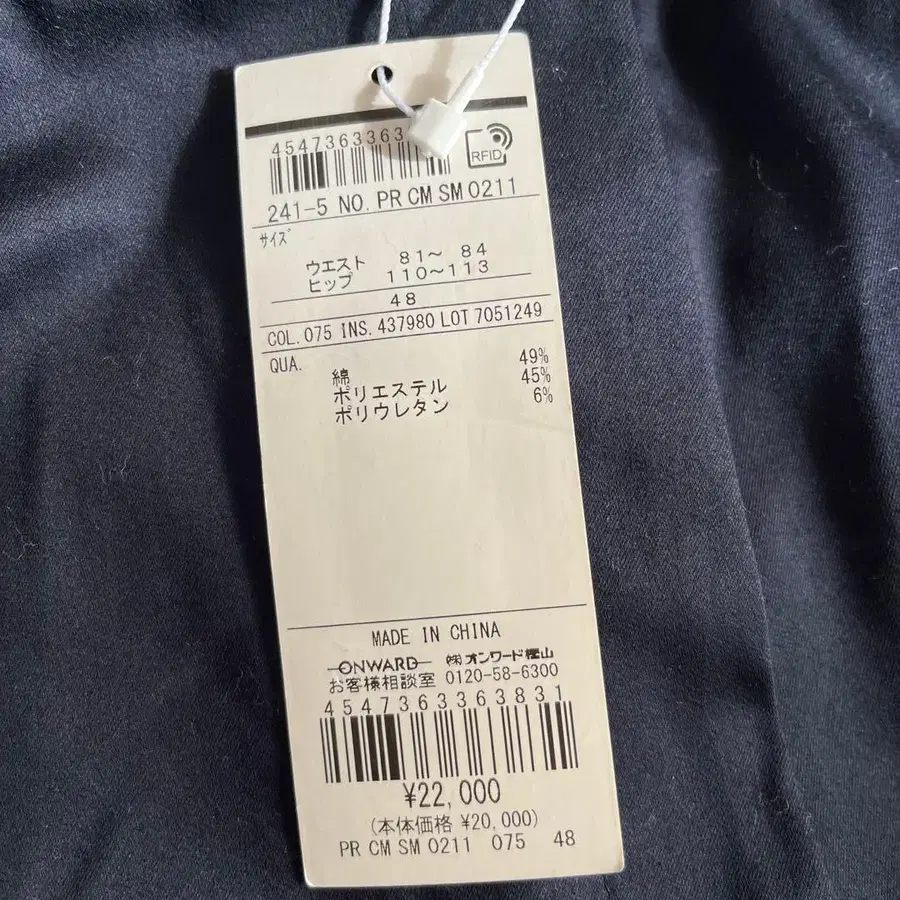 4547363363
RFID
241-5 NO. PR CM SM 0211
サイズ
ウエスト 81～ 84
ヒップ 110～113
48
COL. 075 INS. 437980 LOT 7051249
QUA.
綿 49%
ポリエステル 45%
ポリウレタン 6%
MADE IN CHINA
ONWARD ㈱オンワード樫山
お客様相談室 0120-58-6300
4547363363831
¥22,000
(本体価格 ¥20,000)
PR CM SM 0211 075 48